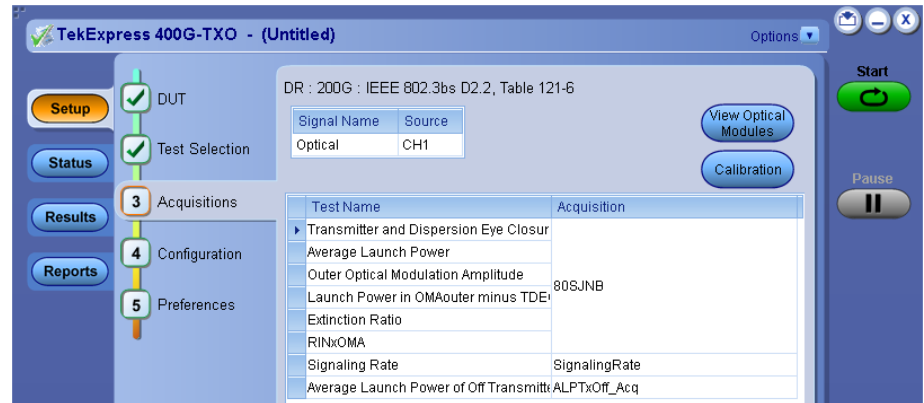 TekExpress 400G-TXO - (Untitled)
Options
Start
Pause
Setup
Status
Results
Reports
DUT
Test Selection
3 Acquisitions
4 Configuration
5 Preferences
DR : 200G : IEEE 802.3bs D2.2, Table 121-6
Signal Name Source
Optical CH1
View Optical
Modules
Calibration
Test Name Acquisition
Transmitter and Dispersion Eye Closur
Average Launch Power
Outer Optical Modulation Amplitude
Launch Power in OMAouter minus TDE
80SJNB
Extinction Ratio
RINxOMA
Signaling Rate SignalingRate
Average Launch Power of Off Transmitte ALPTxOff_Acq